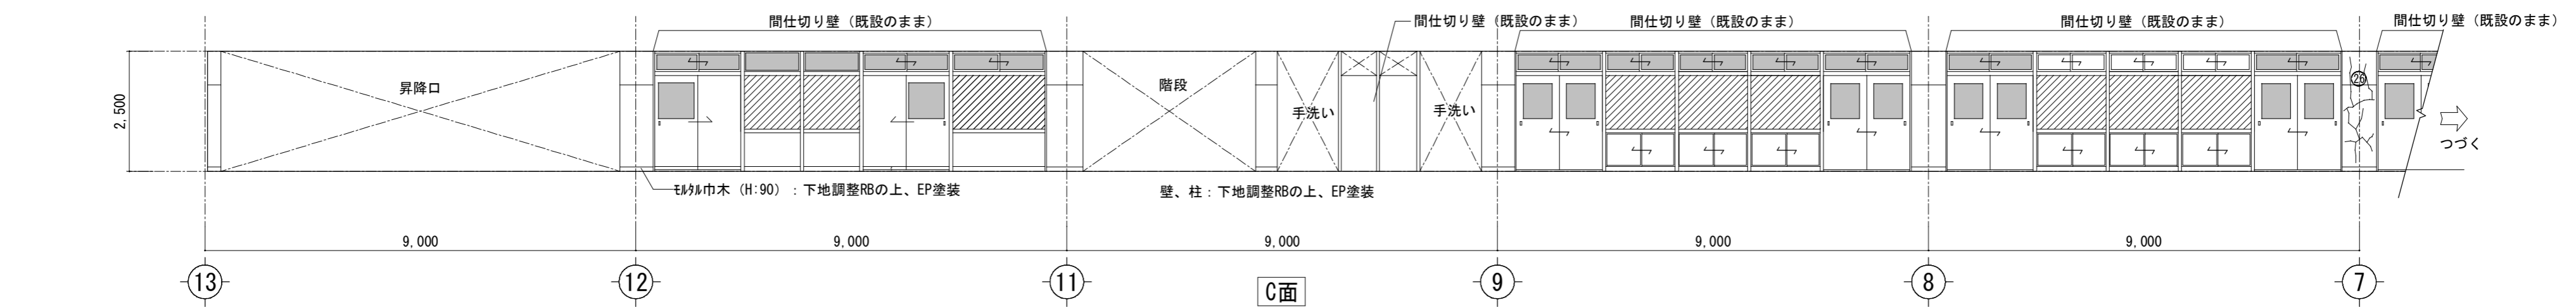 間仕切り壁（既設のまま）
間仕切り壁（既設のまま）
間仕切り壁（既設のまま）
間仕切り壁（既設のまま）
間仕切り壁（既設のまま）
2,500
昇降口
階段
手洗い
手洗い
26
つづく
ﾓﾙﾀﾙ巾木（H:90）：下地調整RBの上、EP塗装
壁、柱：下地調整RBの上、EP塗装
9,000
9,000
9,000
9,000
9,000
13
12
11
9
8
7
C面